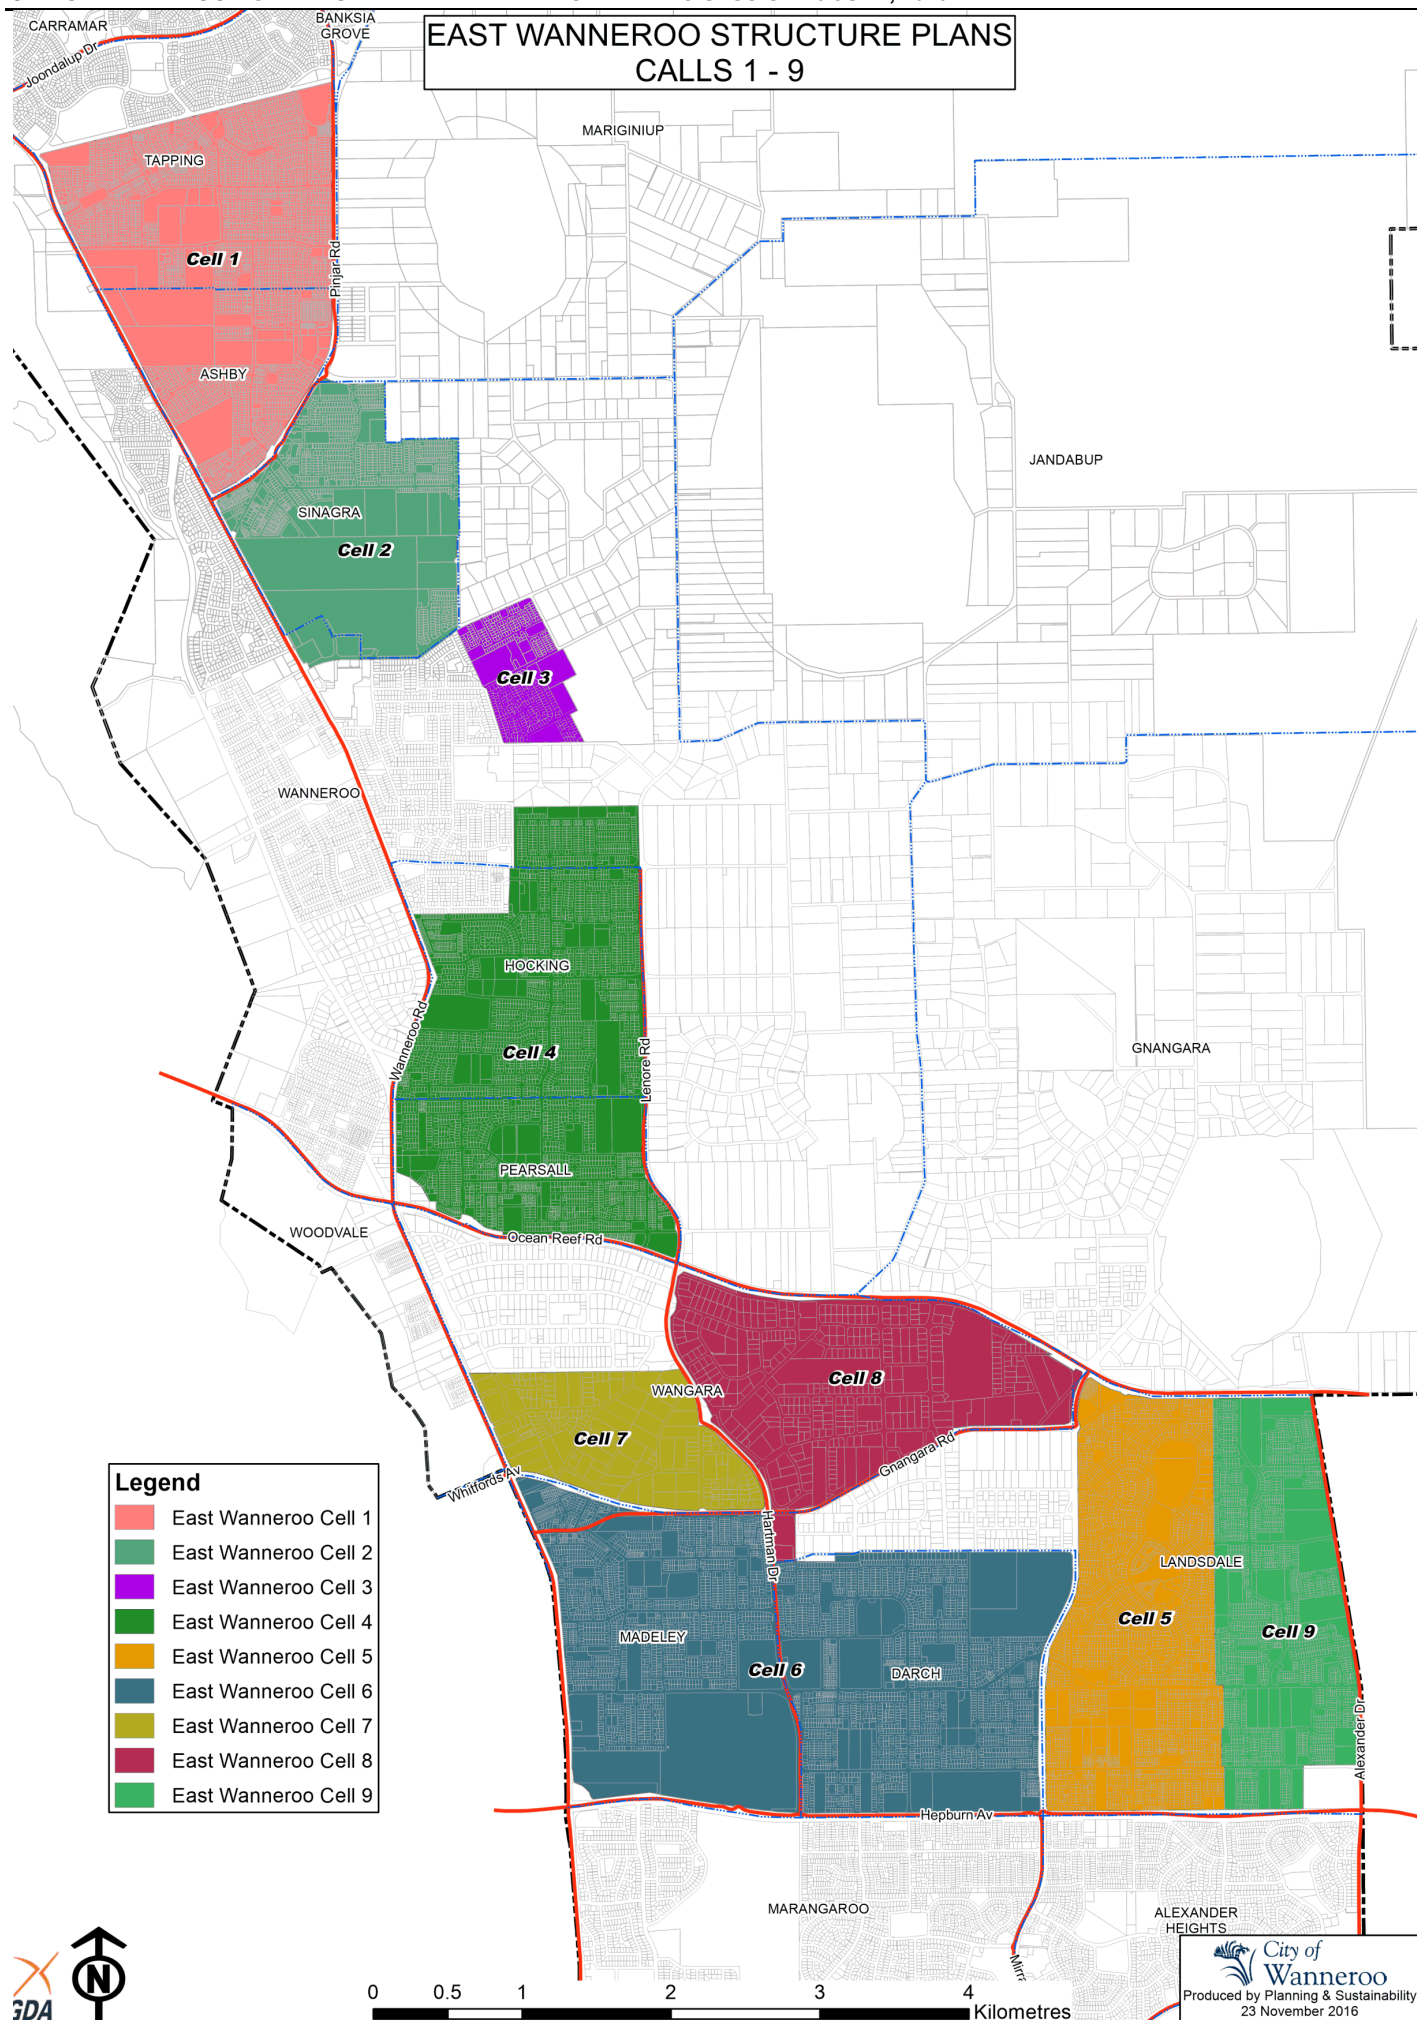 CARRAMAR
BANKSIA
GROVE
EAST WANNEROO STRUCTURE PLANS
CALLS 1 - 9
Joondalup Dr
MARIGINIUP
TAPPING
Cell 1
Pinjar Rd
ASHBY
JANDABUP
SINAGRA
Cell 2
Cell 3
WANNEROO
HOCKING
Wanneroo Rd
Cell 4
Lenore Rd
GNANGARA
PEARSALL
WOODVALE
Ocean Reef Rd
Cell 8
WANGARA
Cell 7
Gnangara Rd
Whitfords Av
Hartman Dr
LANDSDALE
Cell 5
Cell 9
MADELEY
Cell 6
DARCH
Alexander Dr
Hepburn Av
Legend
East Wanneroo Cell 1
East Wanneroo Cell 2
East Wanneroo Cell 3
East Wanneroo Cell 4
East Wanneroo Cell 5
East Wanneroo Cell 6
East Wanneroo Cell 7
East Wanneroo Cell 8
East Wanneroo Cell 9
MARANGAROO
ALEXANDER
HEIGHTS
Mirra
N
GDA
0 0.5 1 2 3 4
Kilometres
City of
Wanneroo
Produced by Planning & Sustainability
23 November 2016